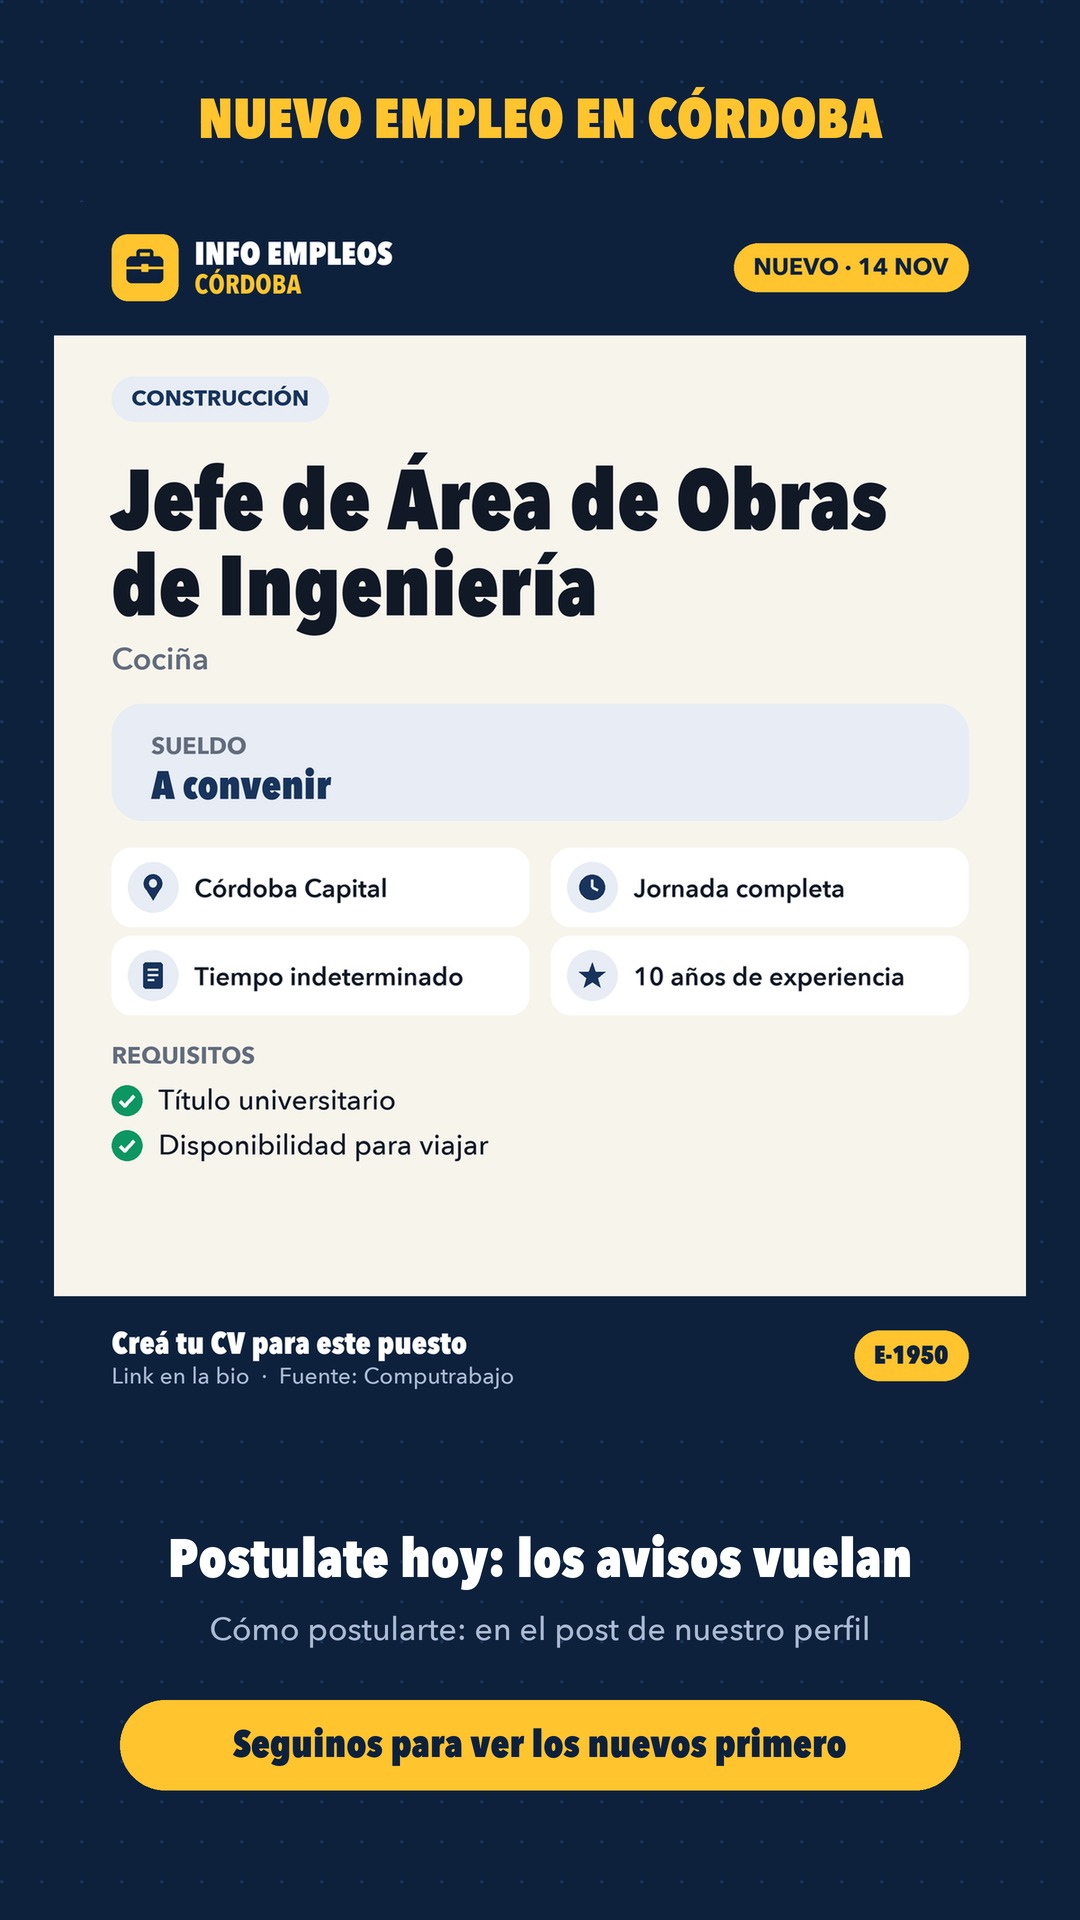 NUEVO EMPLEO EN CÓRDOBA
INFO EMPLEOS
CÓRDOBA
NUEVO · 14 NOV
CONSTRUCCIÓN
Jefe de Área de Obras
de Ingeniería
Cociña
SUELDO
A convenir
Córdoba Capital
Jornada completa
Tiempo indeterminado
10 años de experiencia
REQUISITOS
Título universitario
Disponibilidad para viajar
Creá tu CV para este puesto
Link en la bio · Fuente: Computrabajo
E-1950
Postulate hoy: los avisos vuelan
Cómo postularte: en el post de nuestro perfil
Seguinos para ver los nuevos primero